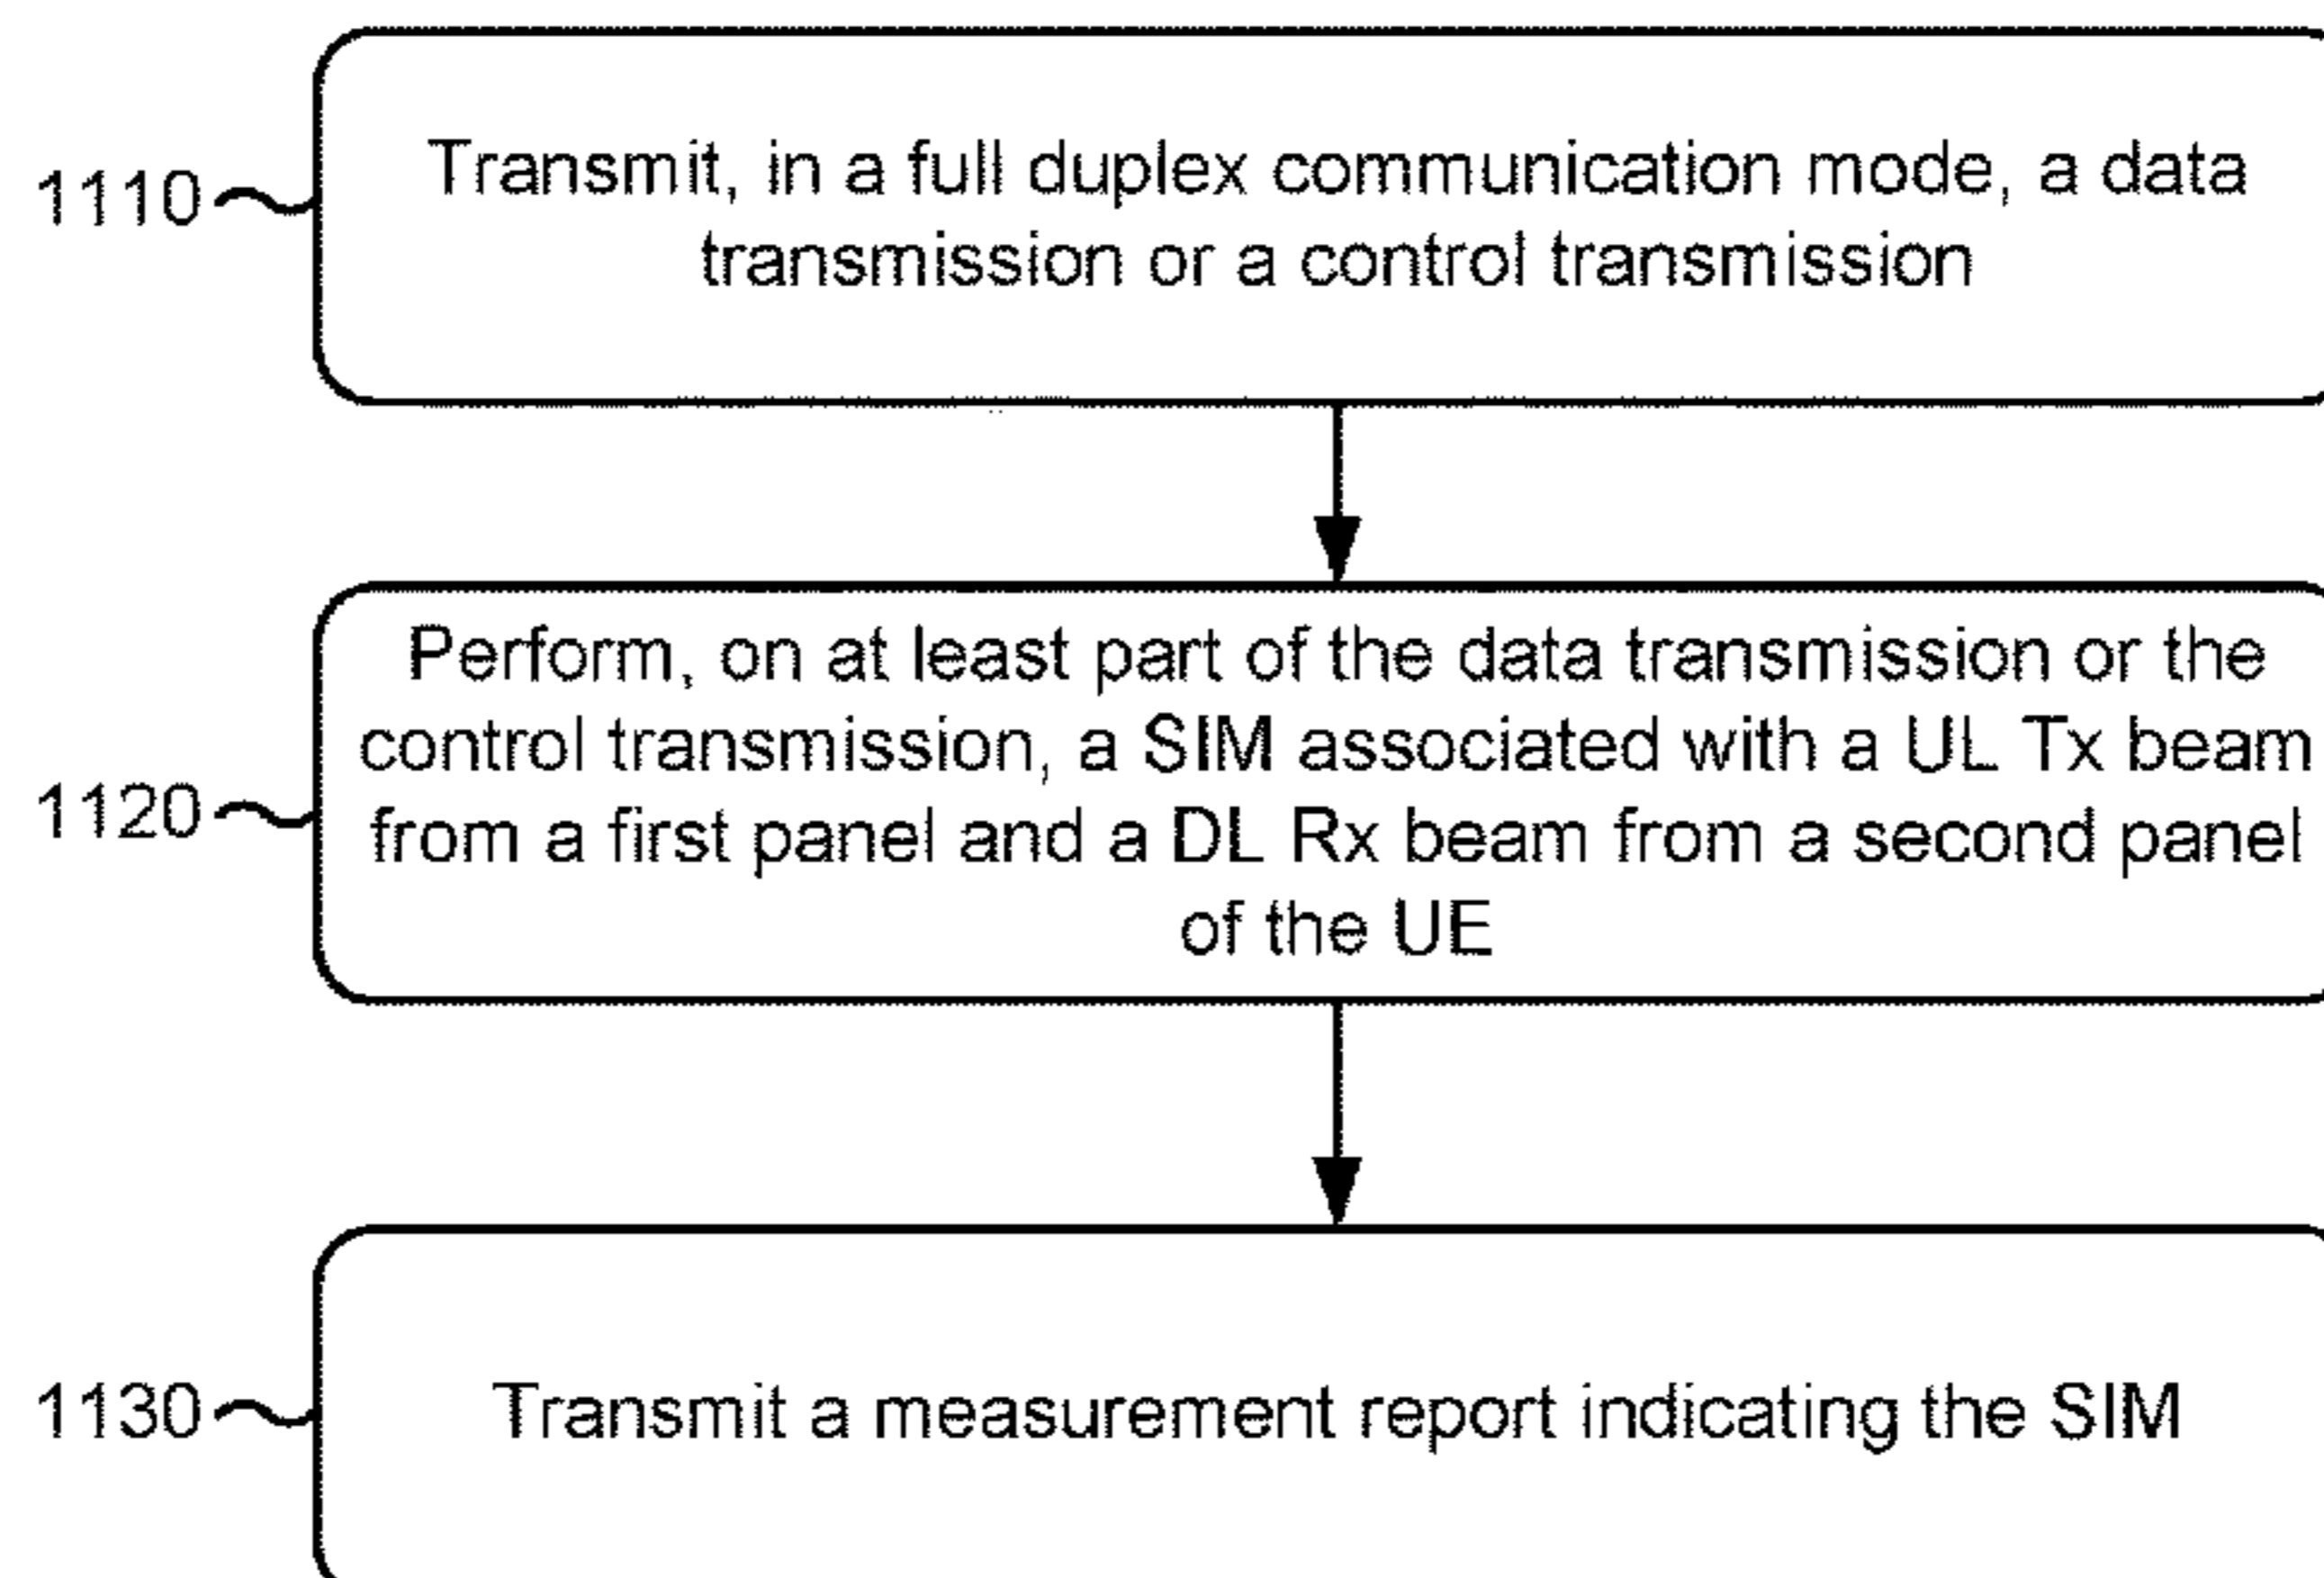 1110
Transmit, in a full duplex communication mode, a data
transmission or a control transmission
1120
Perform, on at least part of the data transmission or the
control transmission, a SIM associated with a UL Tx beam
from a first panel and a DL Rx beam from a second panel
of the UE
1130
Transmit a measurement report indicating the SIM